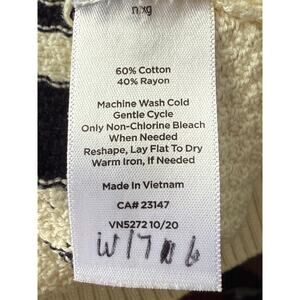 60% Cotton
40% Rayon
Machine Wash Cold
Gentle Cycle
Only Non-Chlorine Bleach
When Needed
Reshape, Lay Flat To Dry
Warm Iron, If Needed
Made In Vietnam
CA# 23147
VN5272 10/20